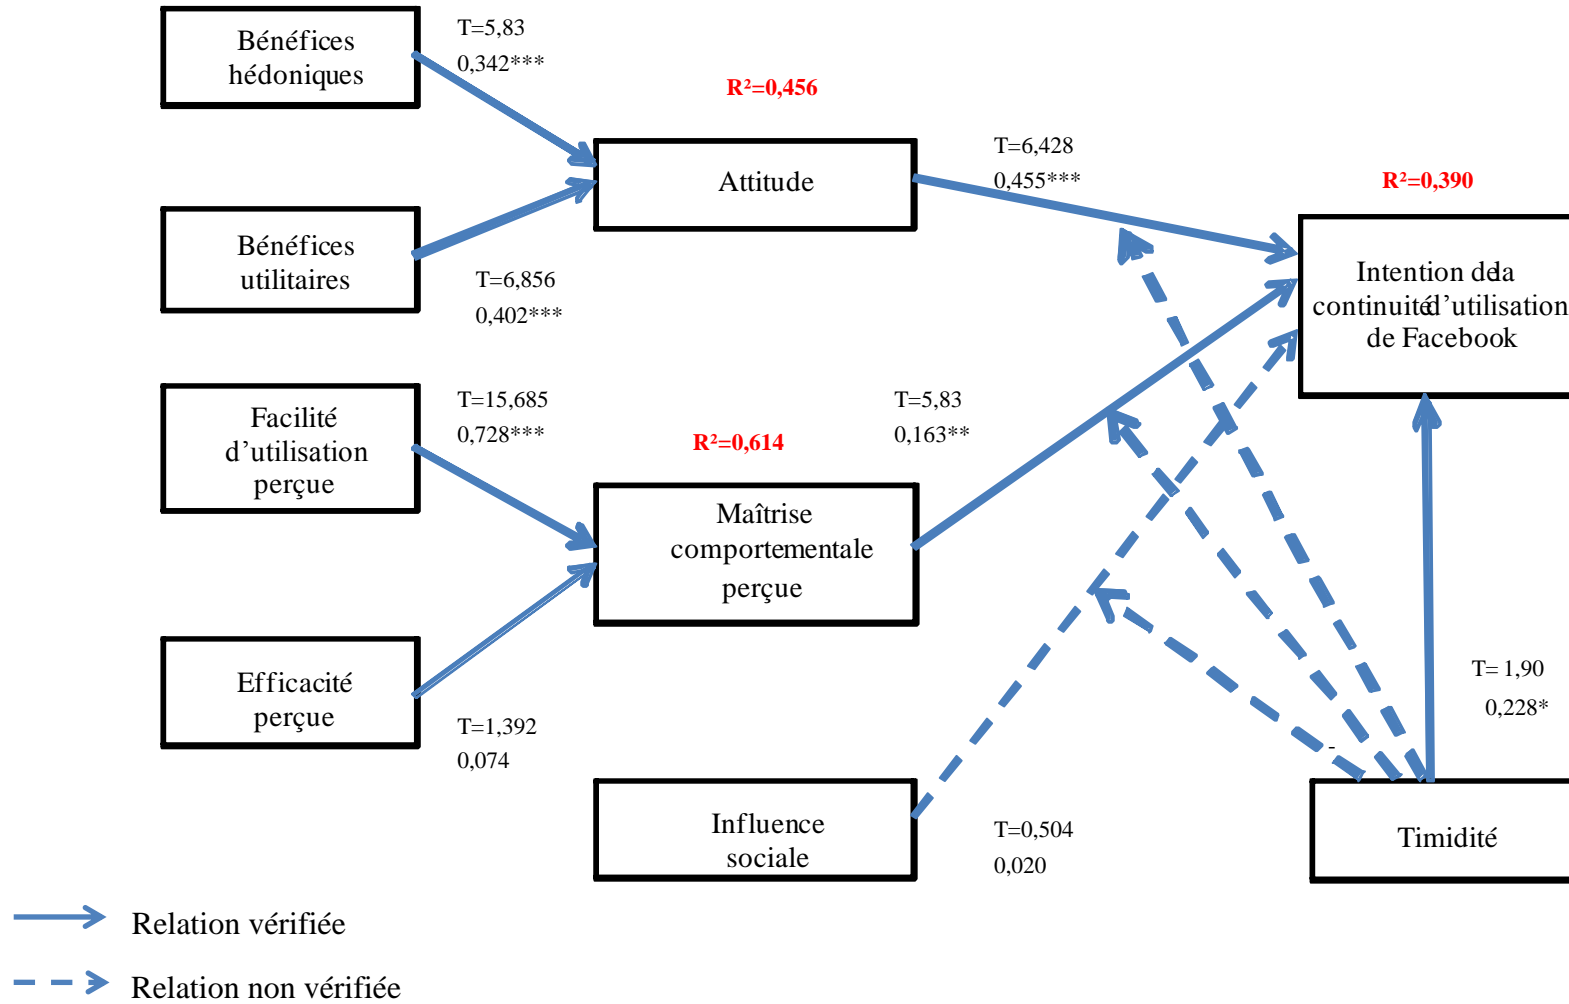 Bénéfices
hédoniques
T=5,83
0,342***
R²=0,456
Attitude
T=6,428
0,455***
R²=0,390
Bénéfices
utilitaires
T=6,856
0,402***
Intention de la
continuité d’utilisation
de Facebook
Facilité
d’utilisation
perçue
T=15,685
0,728***
R²=0,614
T=5,83
0,163**
Maîtrise
comportementale
perçue
Efficacité
perçue
T=1,392
0,074
T= 1,90
0,228*
-
Influence
sociale
T=0,504
0,020
Timidité
Relation vérifiée
Relation non vérifiée